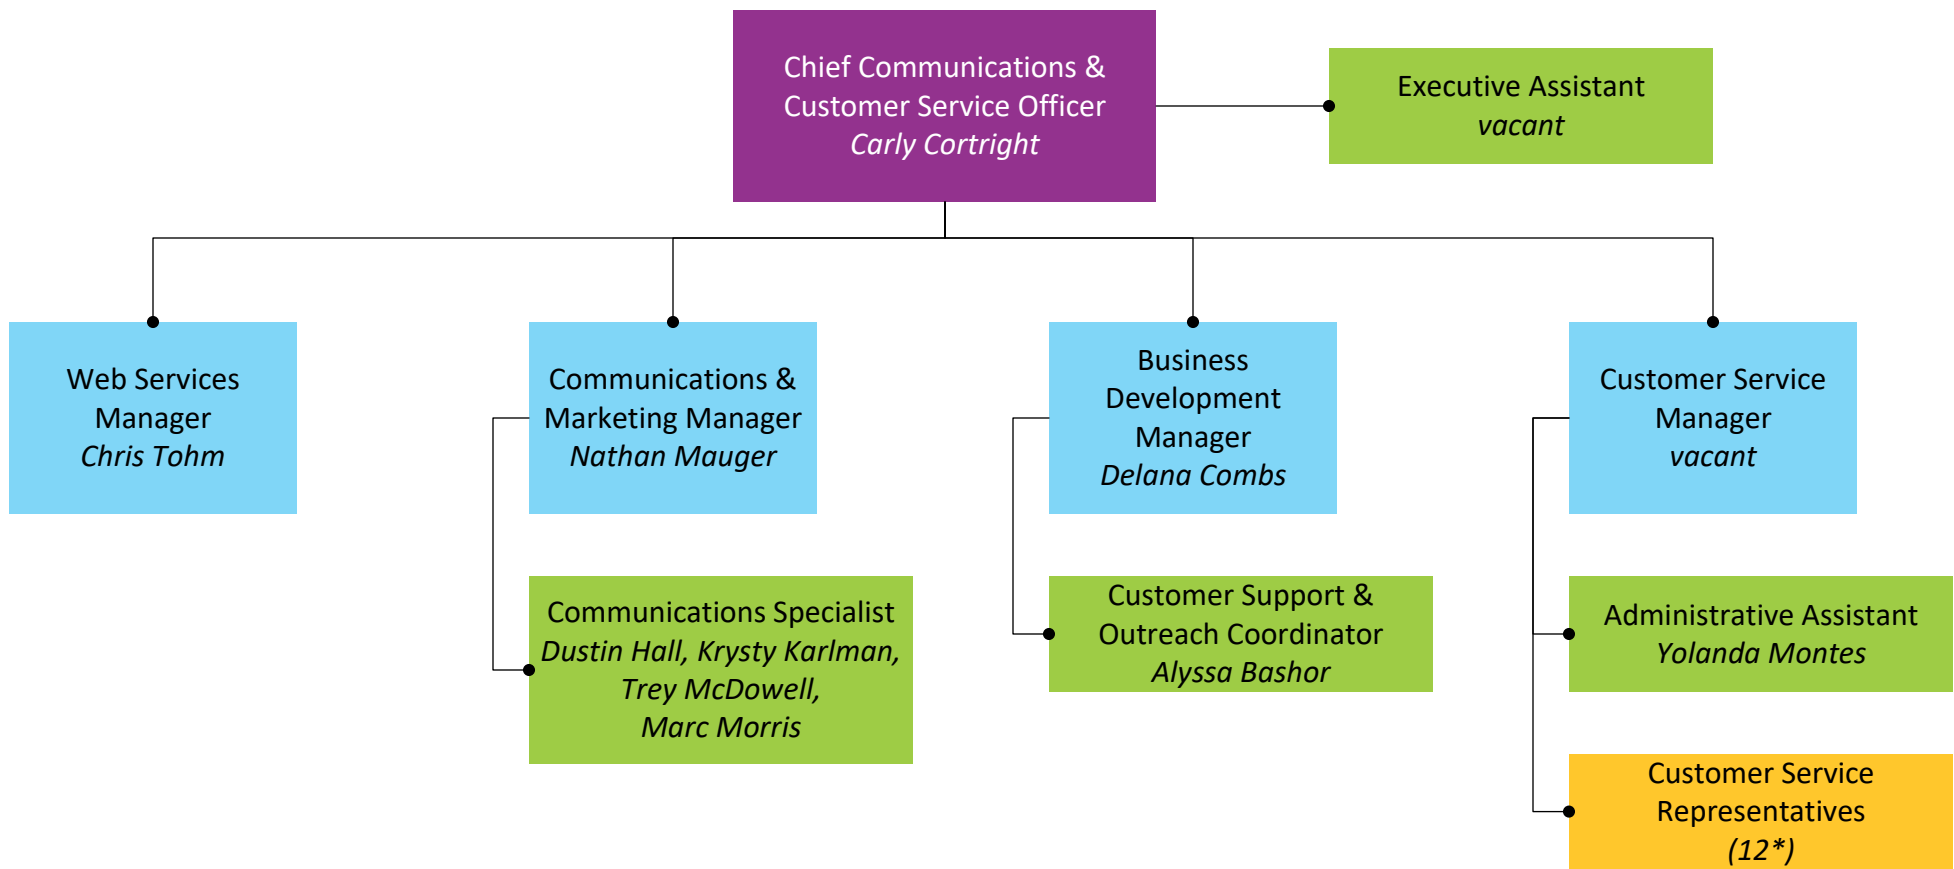 Chief Communications &
Customer Service Officer
Carly Cortright
Executive Assistant
vacant
Web Services
Manager
Chris Tohm
Communications &
Marketing Manager
Nathan Mauger
Business
Development
Manager
Delana Combs
Customer Service
Manager
vacant
Communications Specialist
Dustin Hall, Krysty Karlman,
Trey McDowell,
Marc Morris
Customer Support &
Outreach Coordinator
Alyssa Bashor
Administrative Assistant
Yolanda Montes
Customer Service
Representatives
(12*)